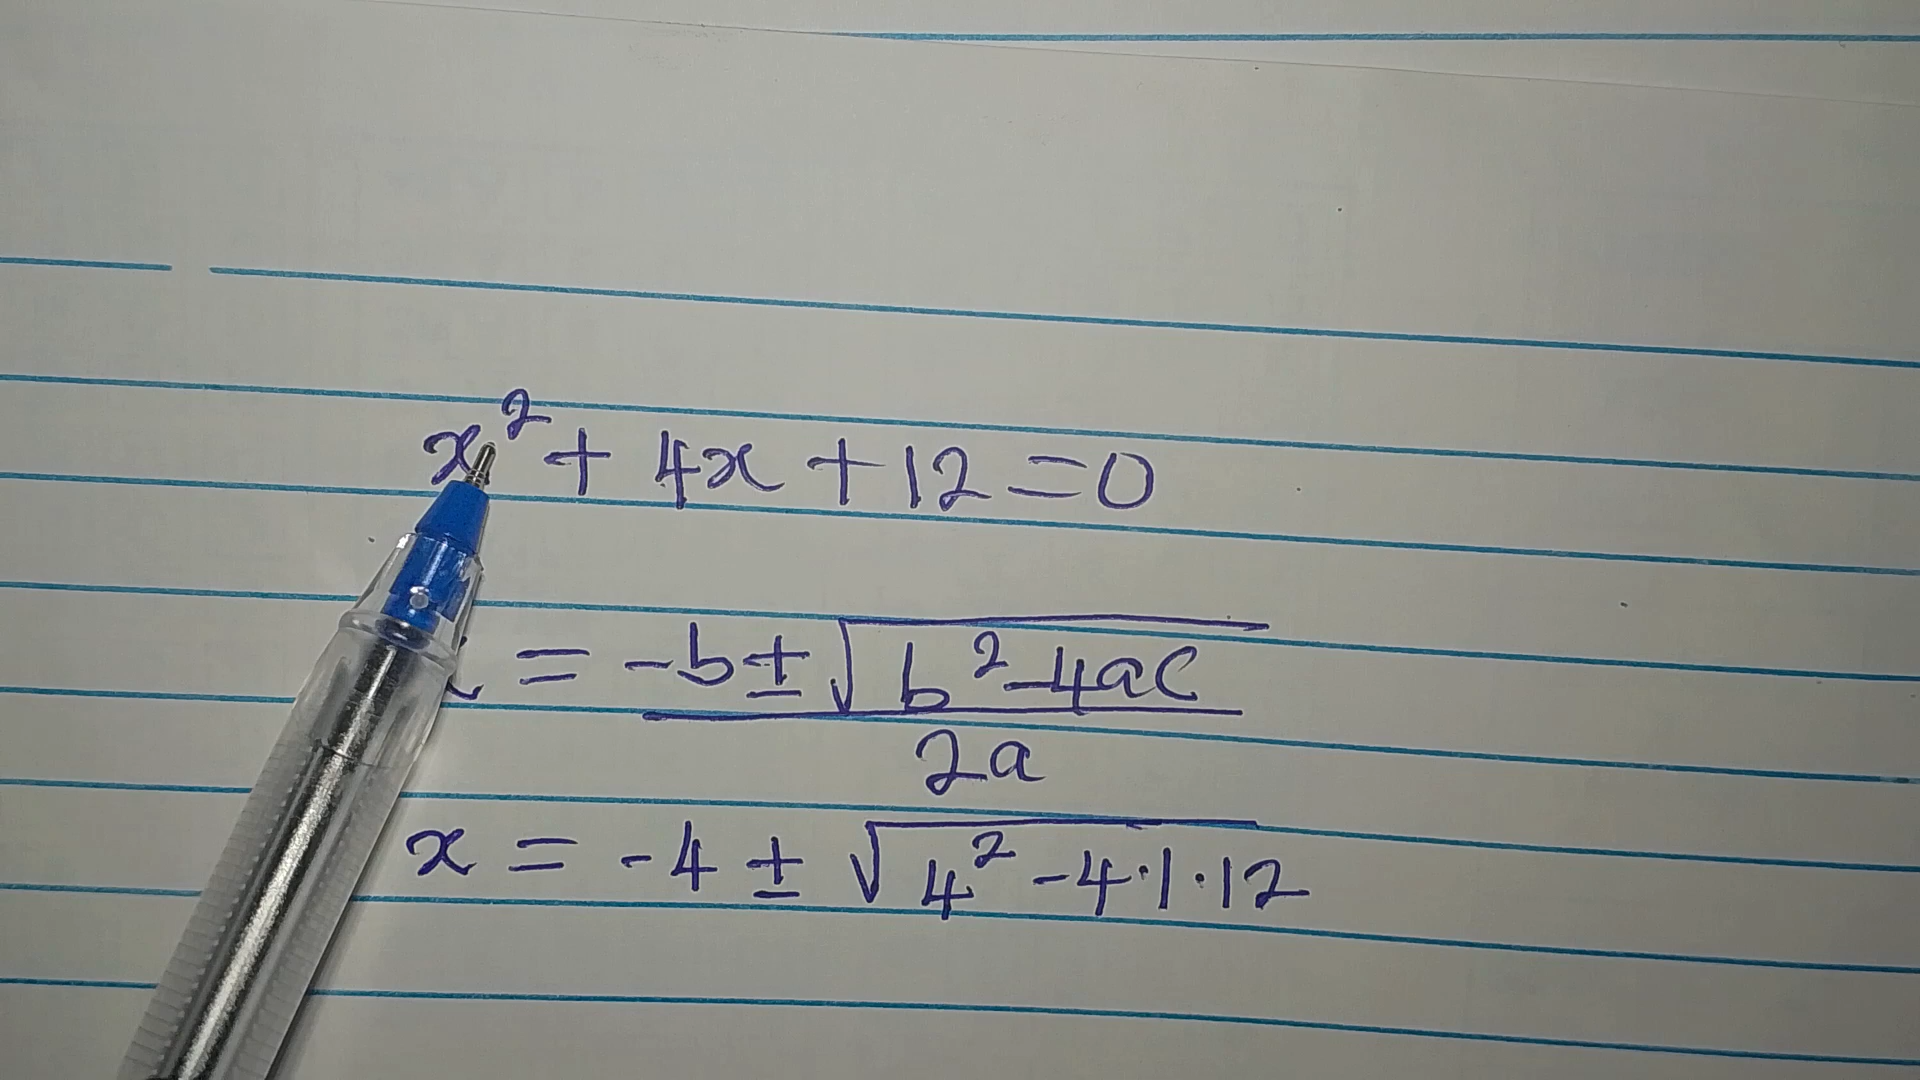 x² + 4x + 12 = 0
= -b ± √(b² - 4ac) / 2a
x = -4 ± √(4² - 4·1·12)